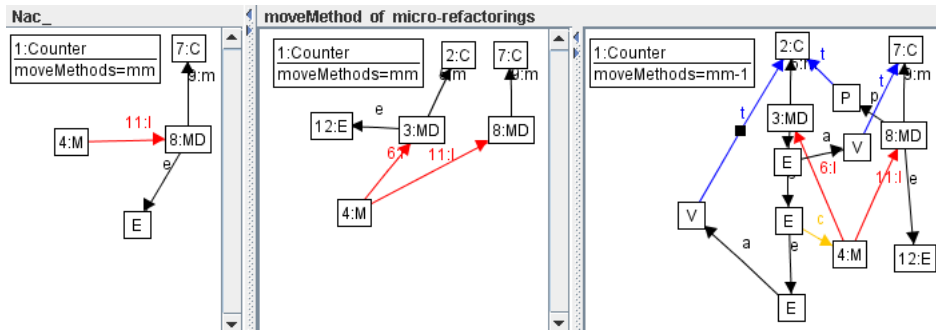 Nac_
1:Counter
moveMethods=mm
7:C
9:m
11:l
4:M
8:MD
e
E
moveMethod of micro-refactorings
1:Counter
moveMethods=mm
2:C
7:C
9:m
e
12:E
3:MD
8:MD
11:l
4:M
1:Counter
moveMethods=mm-1
2:C
7:C
t
t
t
P
p
3:MD
8:MD
a
V
E
6:l
11:l
e
V
E
c
4:M
12:E
a
e
E